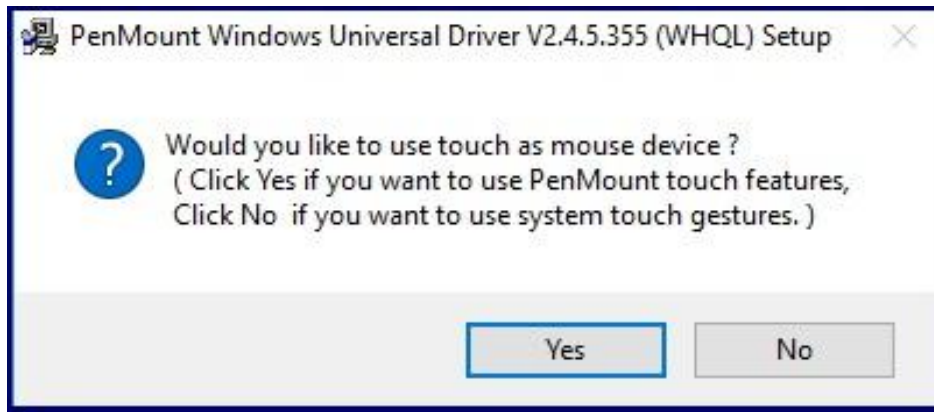 PenMount Windows Universal Driver V2.4.5.355 (WHQL) Setup
Would you like to use touch as mouse device ?
( Click Yes if you want to use PenMount touch features,
Click No  if you want to use system touch gestures. )
Yes
No